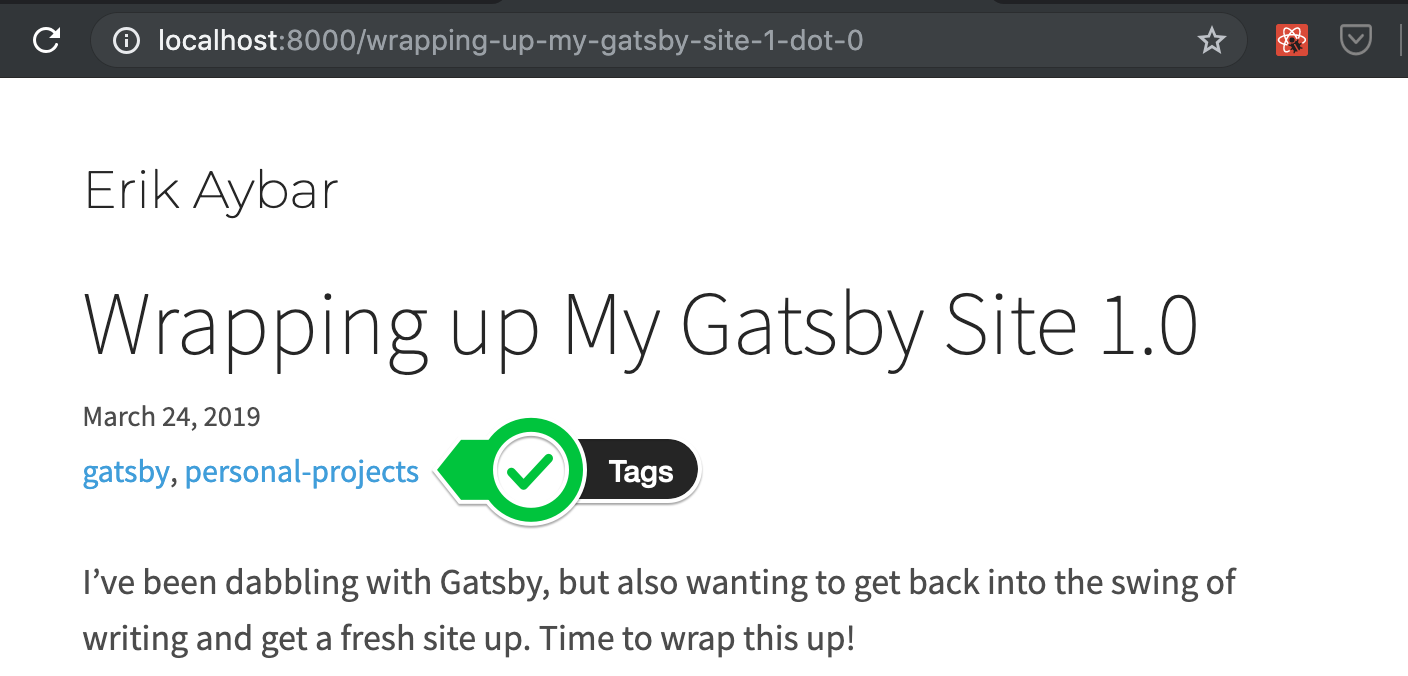 localhost:8000/wrapping-up-my-gatsby-site-1-dot-0
Erik Aybar
Wrapping up My Gatsby Site 1.0
March 24, 2019
gatsby, personal-projects Tags
I’ve been dabbling with Gatsby, but also wanting to get back into the swing of
writing and get a fresh site up. Time to wrap this up!